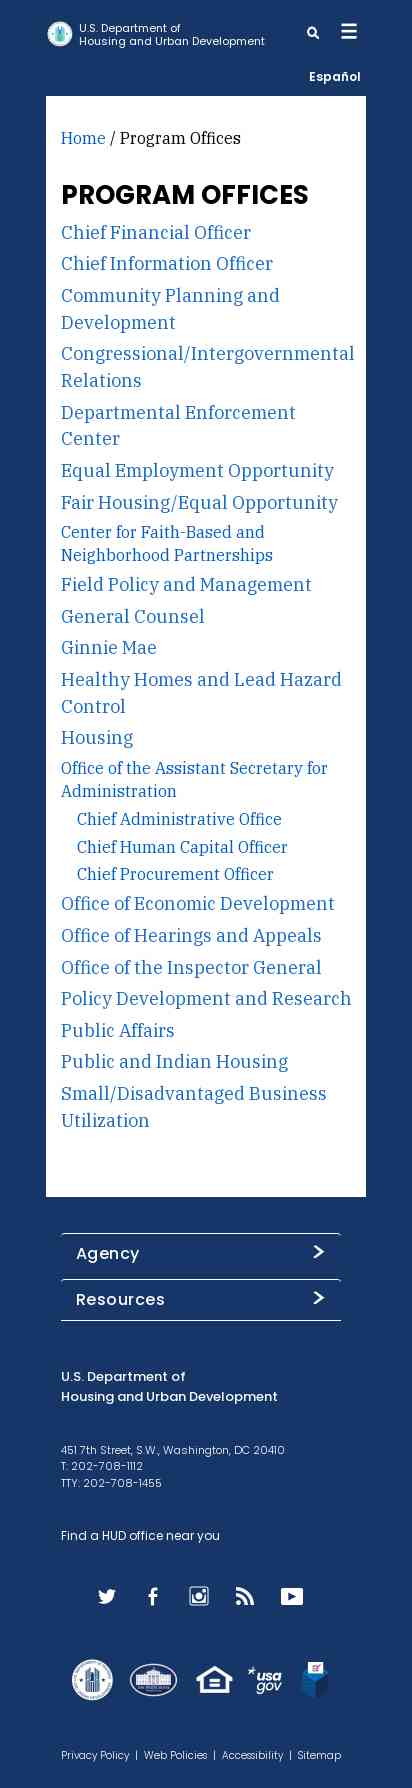 U.S. Department of
Housing and Urban Development
Español
Home / Program Offices
PROGRAM OFFICES
Chief Financial Officer
Chief Information Officer
Community Planning and
Development
Congressional/Intergovernmental
Relations
Departmental Enforcement
Center
Equal Employment Opportunity
Fair Housing/Equal Opportunity
Center for Faith-Based and
Neighborhood Partnerships
Field Policy and Management
General Counsel
Ginnie Mae
Healthy Homes and Lead Hazard
Control
Housing
Office of the Assistant Secretary for
Administration
Chief Administrative Office
Chief Human Capital Officer
Chief Procurement Officer
Office of Economic Development
Office of Hearings and Appeals
Office of the Inspector General
Policy Development and Research
Public Affairs
Public and Indian Housing
Small/Disadvantaged Business
Utilization
Agency
Resources
U.S. Department of
Housing and Urban Development
451 7th Street, S.W., Washington, DC 20410
T: 202-708-1112
TTY: 202-708-1455
Find a HUD office near you
usa
gov
Privacy Policy | Web Policies | Accessibility | Sitemap